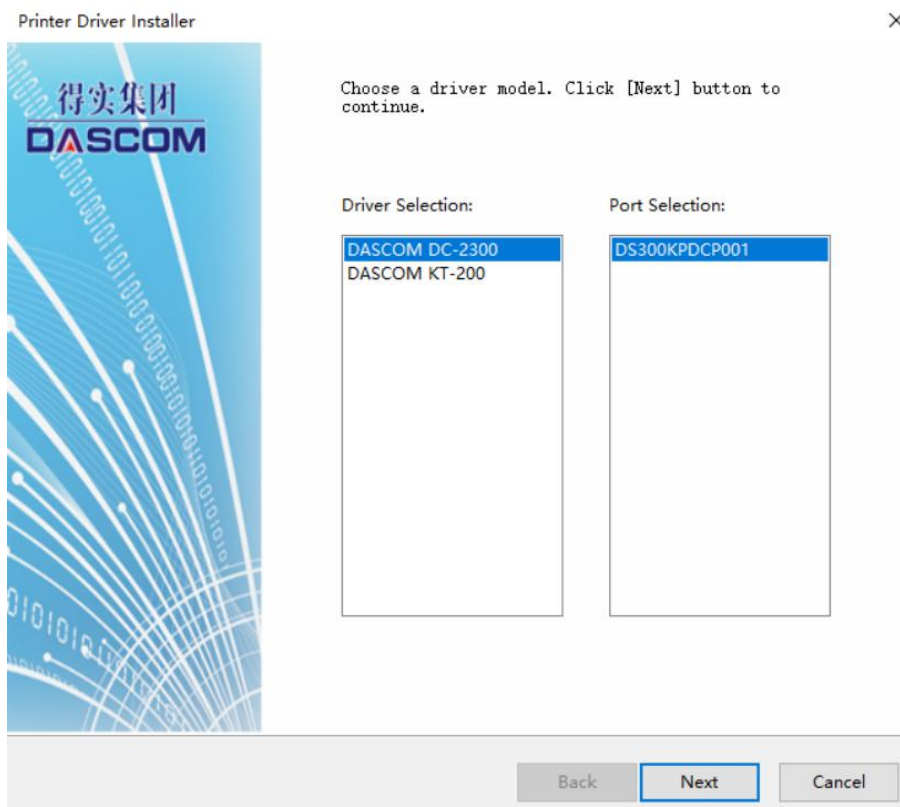 Printer Driver Installer
得实集团
DASCOM
Choose a driver model. Click [Next] button to
continue.
Driver Selection:
Port Selection:
DASCOM DC-2300
DASCOM KT-200
DS300KPDCP001
Back
Next
Cancel